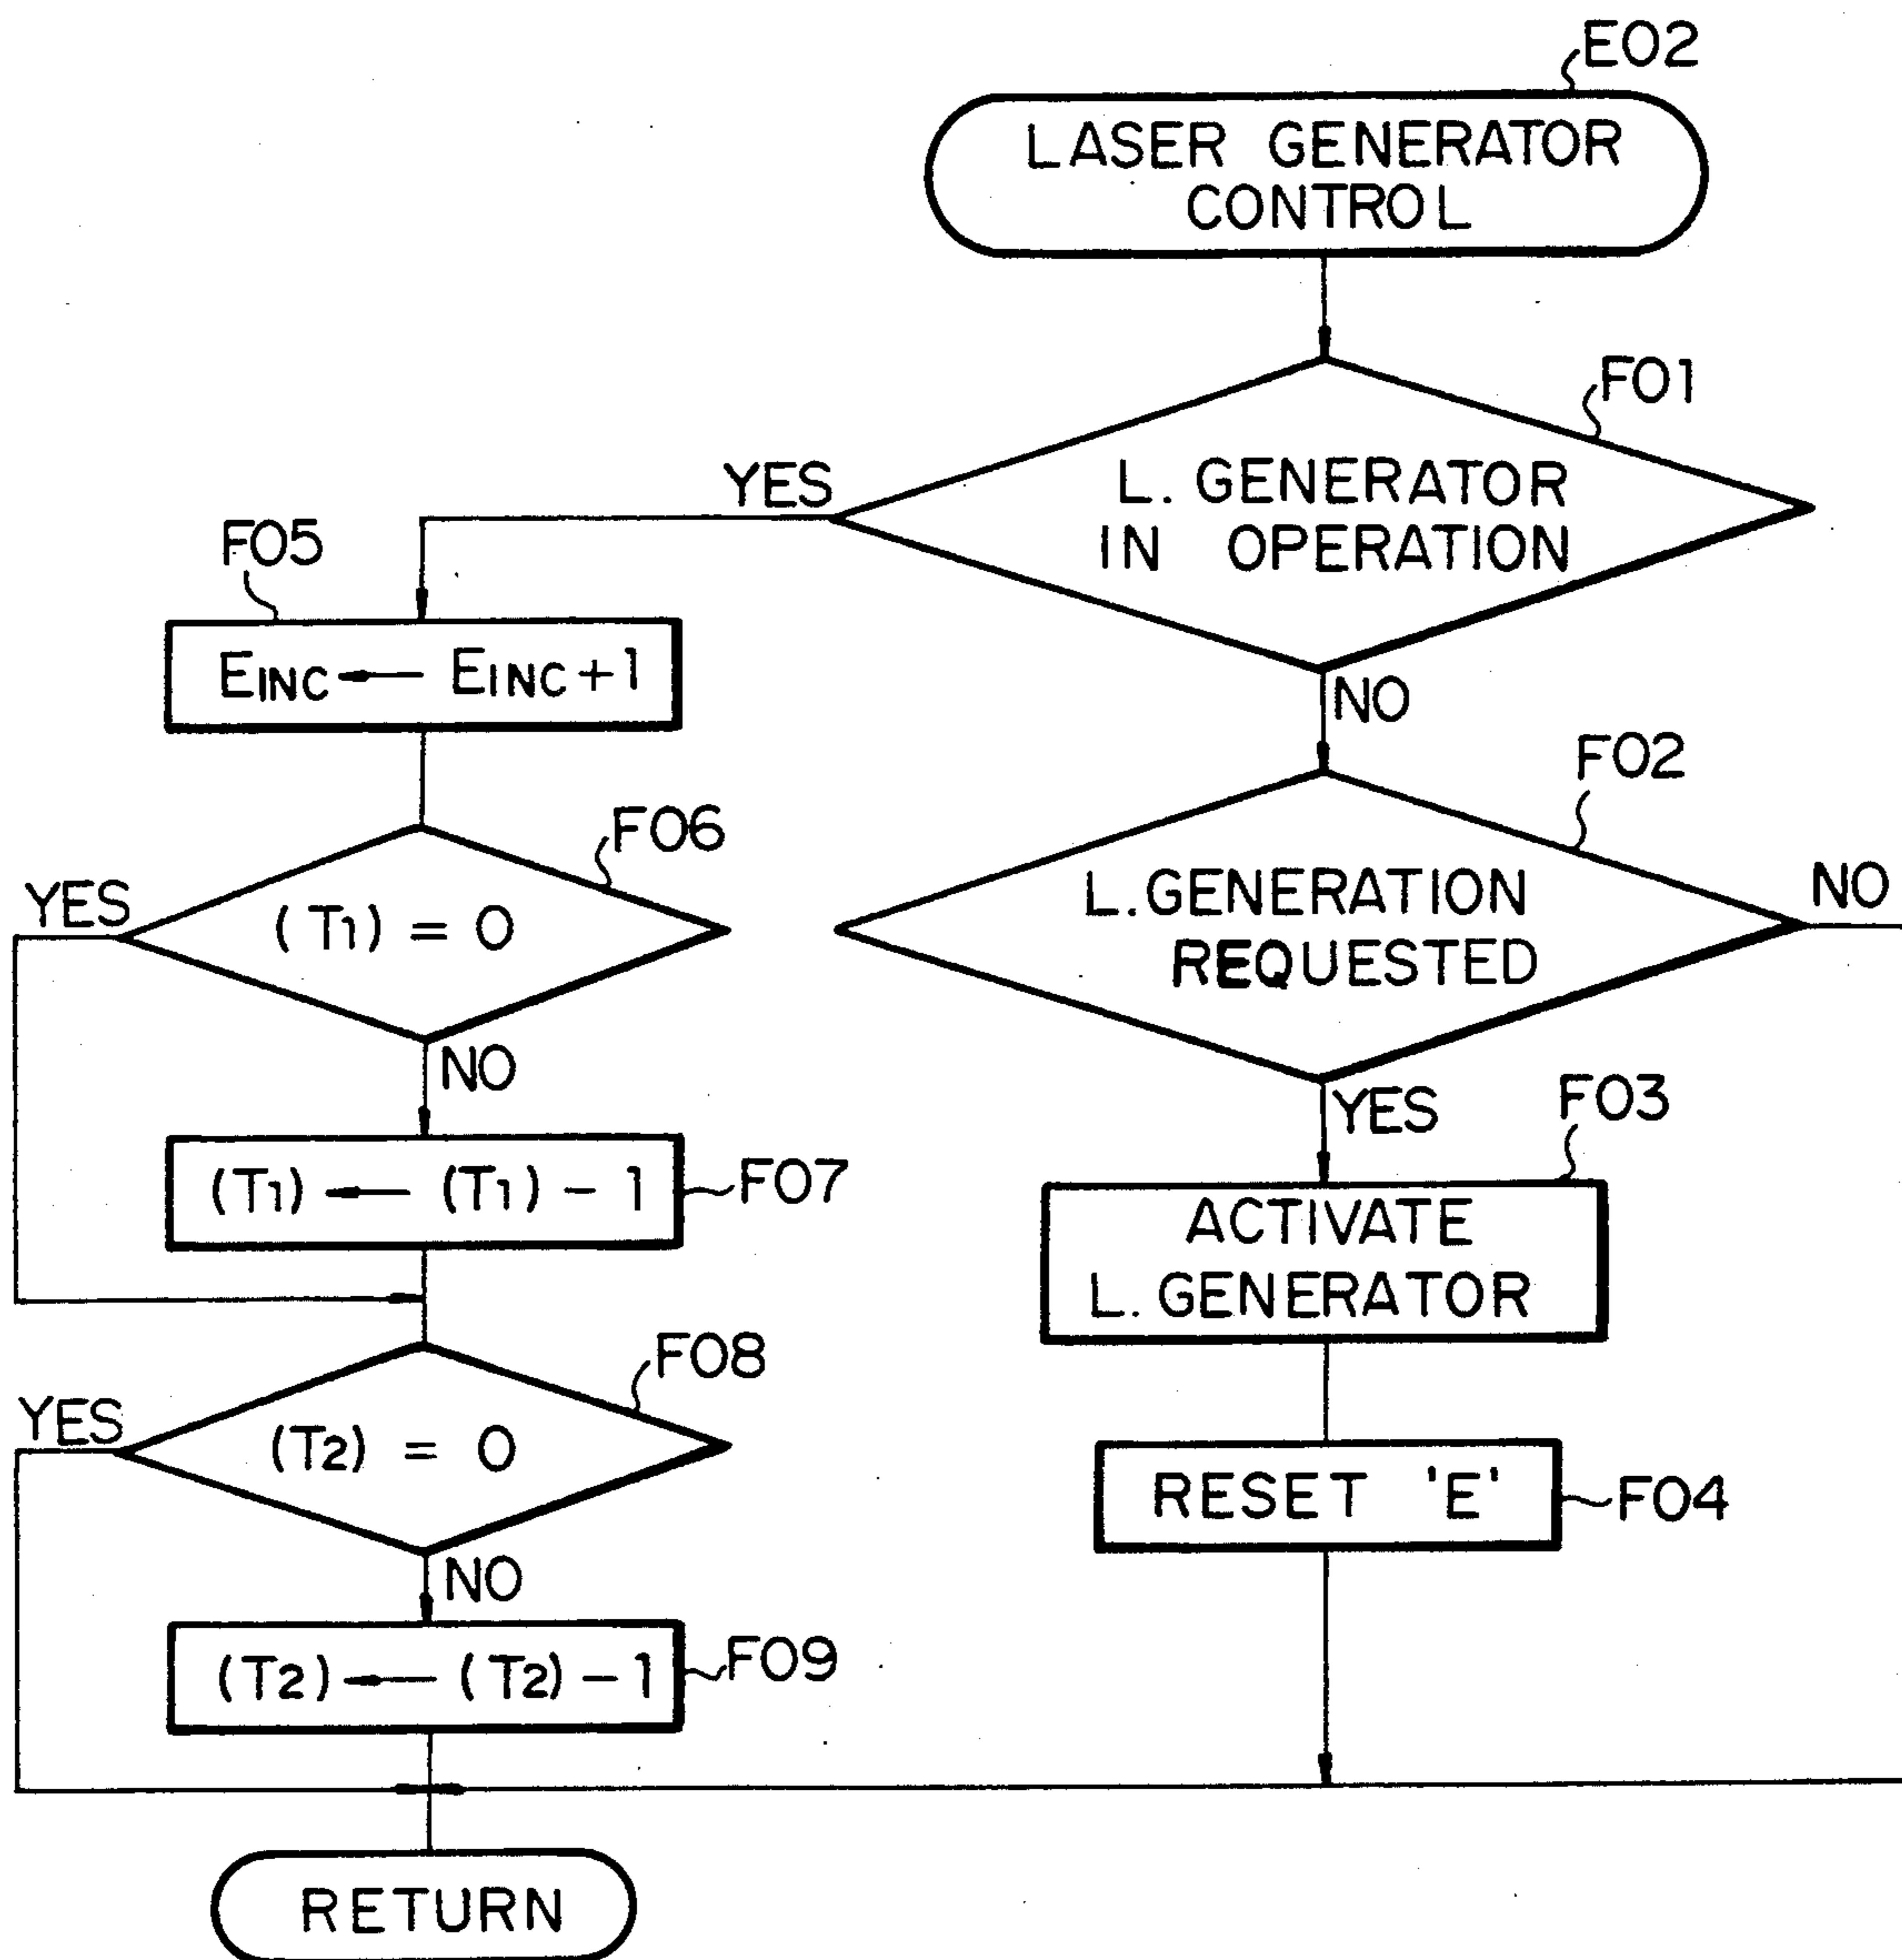 E02
LASER GENERATOR
CONTROL
F01
L. GENERATOR
IN OPERATION
YES
NO
F05
EINC ← EINC + 1
F06
YES
(T1) = 0
NO
F07
(T1) ← (T1) - 1
F08
YES
(T2) = 0
NO
F09
(T2) ← (T2) - 1
F02
L. GENERATION
REQUESTED
NO
YES
F03
ACTIVATE
L. GENERATOR
RESET 'E'
F04
RETURN